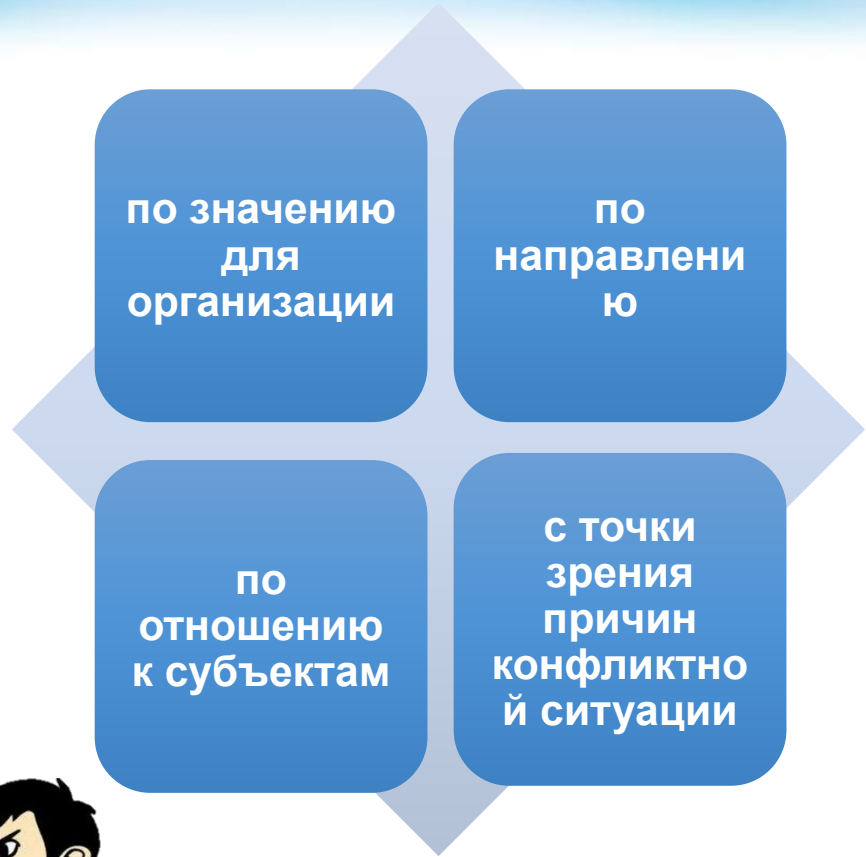 по значению
для
организации
по
направлени
ю
по
отношению
к субъектам
с точки
зрения
причин
конфликтно
й ситуации